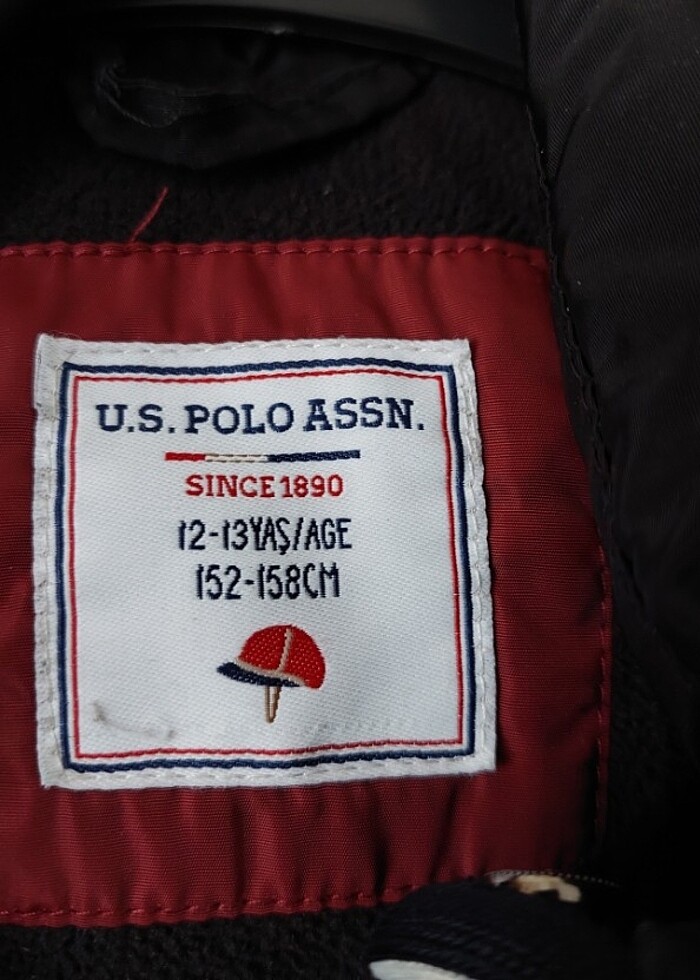 U.S. POLO ASSN.
SINCE 1890
12-13YAŞ/AGE
152-158CM